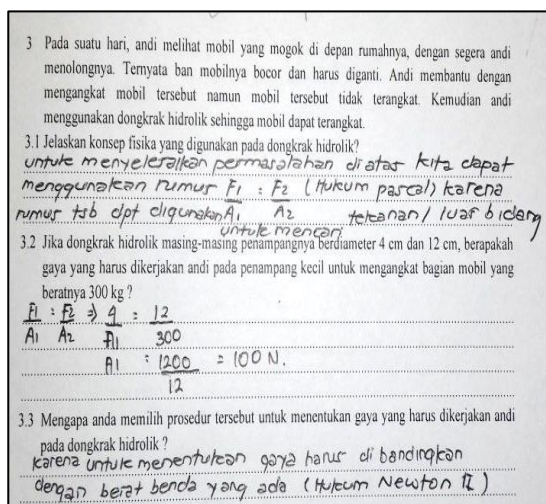 3 Pada suatu hari, andi melihat mobil yang mogok di depan rumahnya, dengan segera andi
menolongnya. Ternyata ban mobilnya bocor dan harus diganti. Andi membantu dengan
mengangkat mobil tersebut namun mobil tersebut tidak terangkat. Kemudian andi
menggunakan dongkrak hidrolik sehingga mobil dapat terangkat.
3.1 Jelaskan konsep fisika yang digunakan pada dongkrak hidrolik?
untuk menyelesaikan permasalahan di atas kita dapat
menggunakan rumus F1/A1 = F2/A2 (Hukum pascal) karena
rumus tsb dpt digunakan untuk mencari tekanan / luas bidang
3.2 Jika dongkrak hidrolik masing-masing penampangnya berdiameter 4 cm dan 12 cm, berapakah
gaya yang harus dikerjakan andi pada penampang kecil untuk mengangkat bagian mobil yang
beratnya 300 kg ?
F1/A1 = F2/A2 ⇒ 4/A1 = 12/300
A1 = 1200/12 = 100 N.
3.3 Mengapa anda memilih prosedur tersebut untuk menentukan gaya yang harus dikerjakan andi
pada dongkrak hidrolik ?
karena untuk menentukan gaya harus di bandingkan
dengan berat benda yang ada (Hukum Newton II)